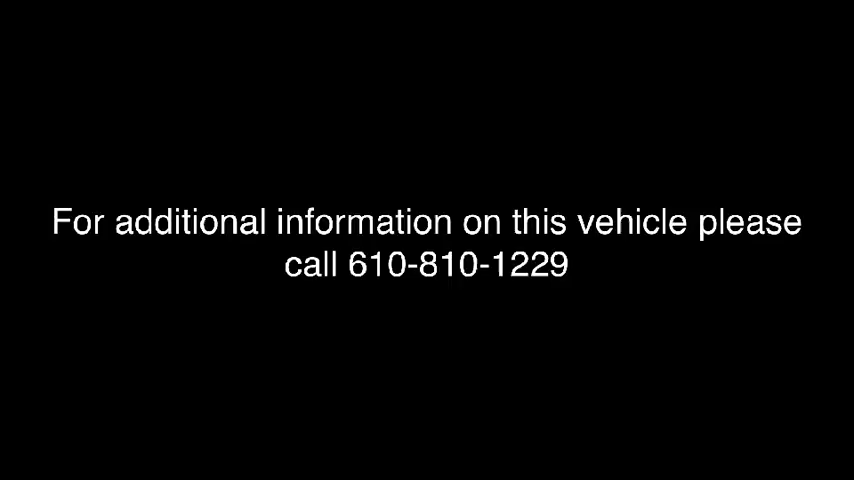 For additional information on this vehicle please
call 610-810-1229